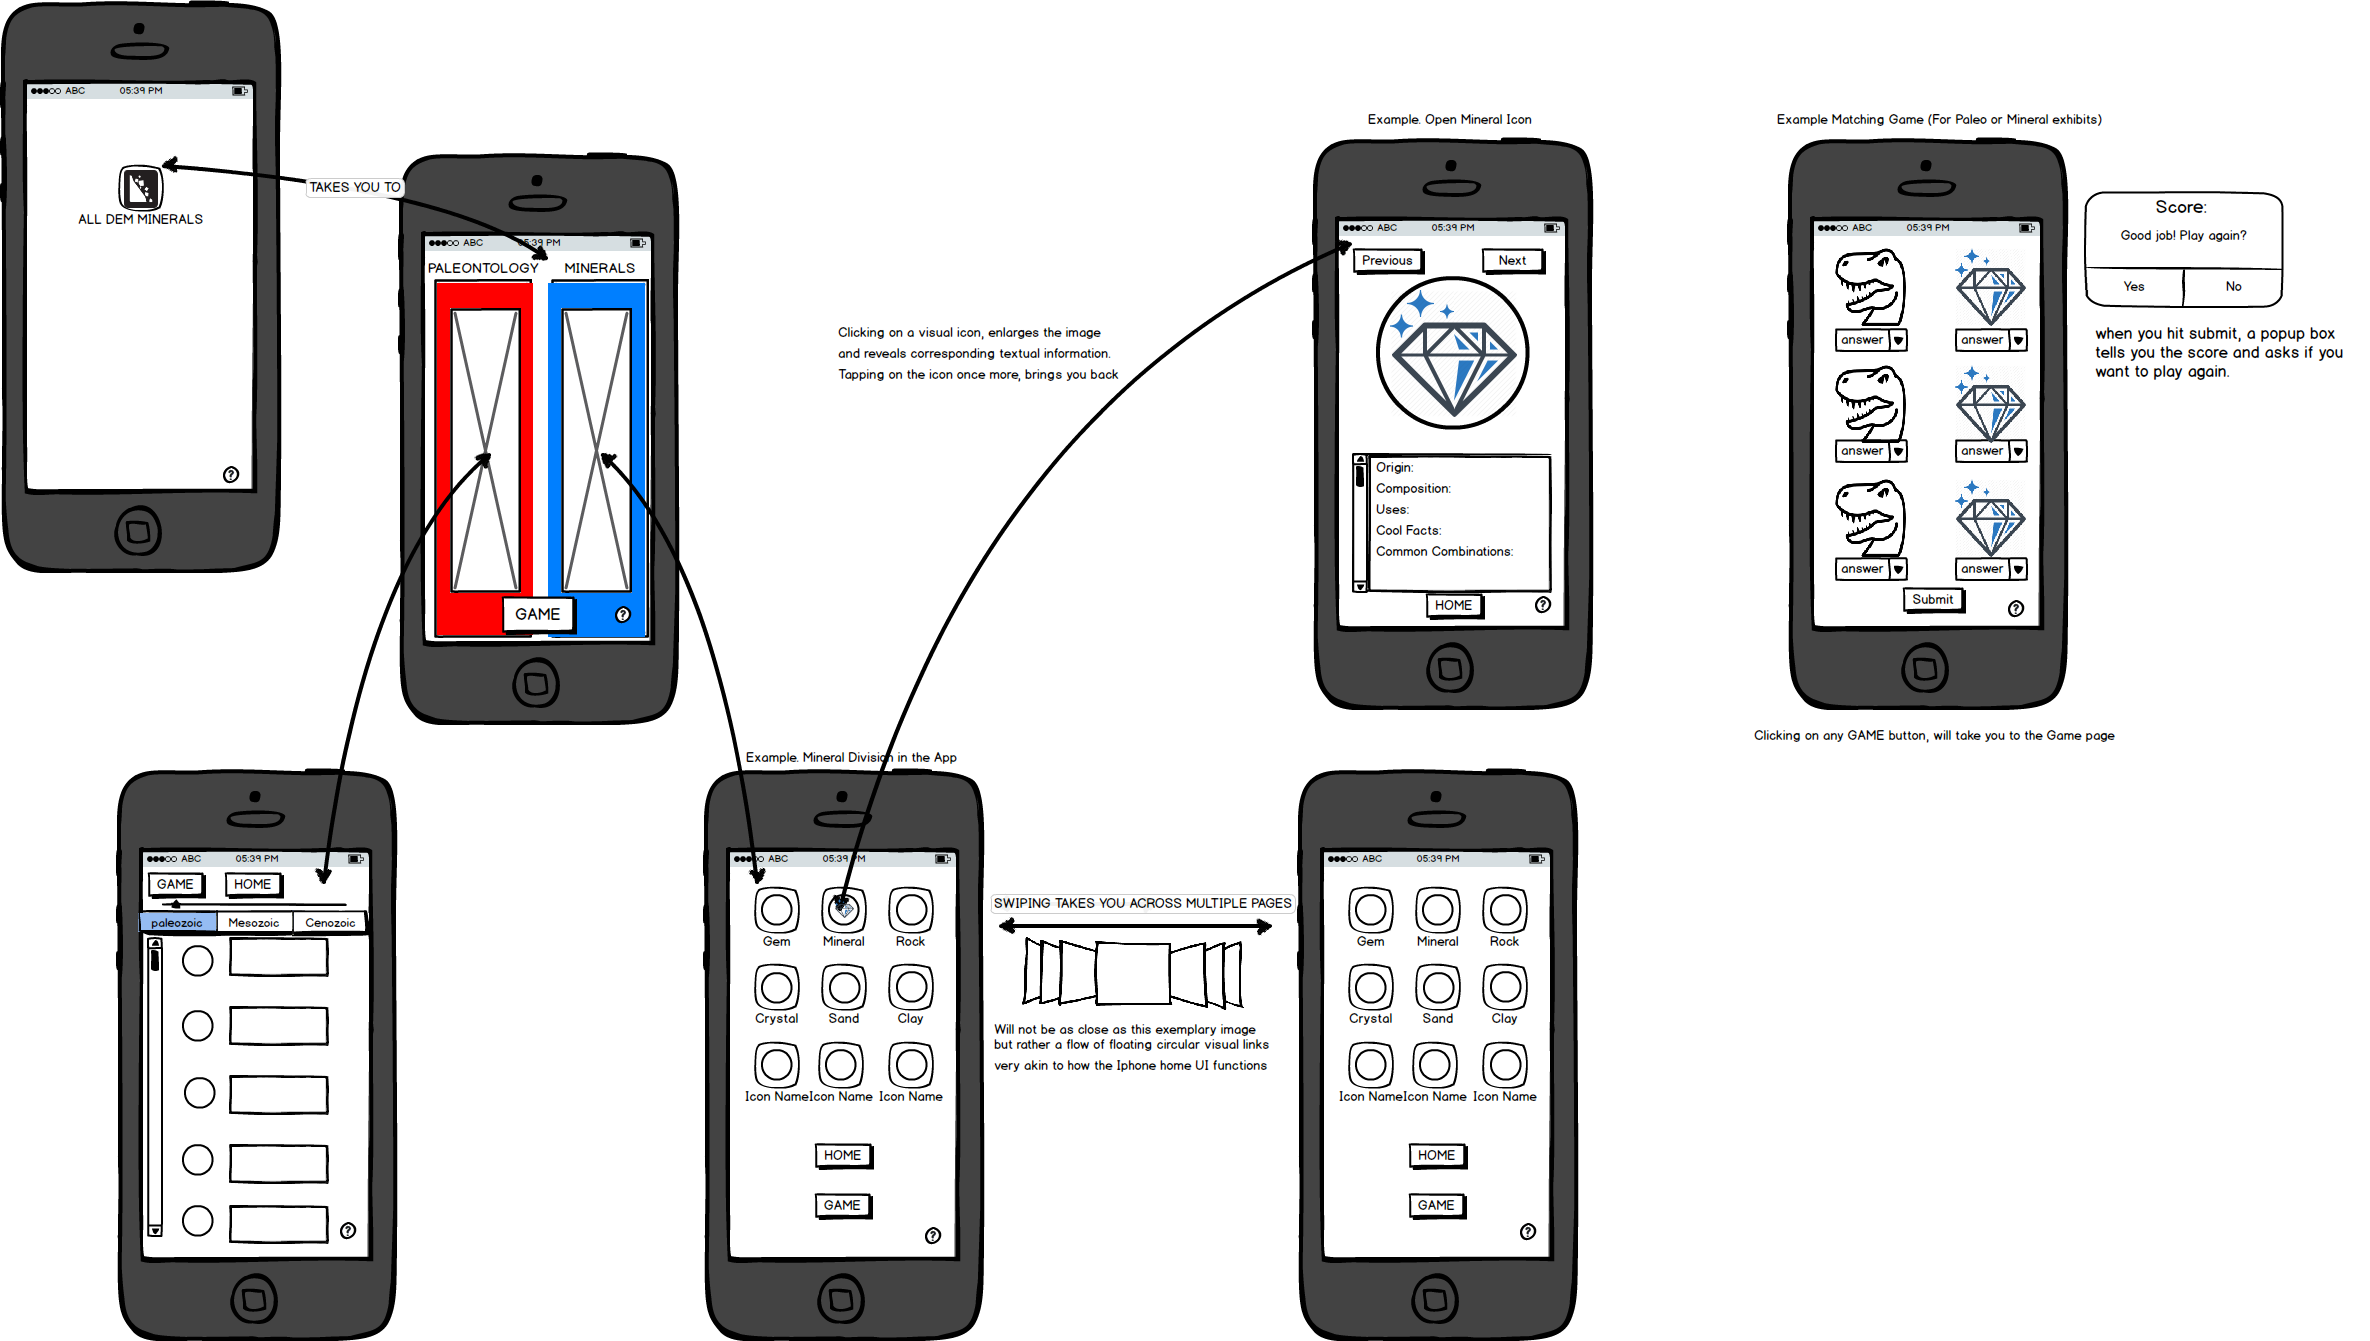 ABC 05:39 PM
ALL DEM MINERALS
?
TAKES YOU TO
ABC 05:39 PM
PALEONTOLOGY MINERALS
GAME
?
Clicking on a visual icon, enlarges the image
and reveals corresponding textual information.
Tapping on the icon once more, brings you back
Example. Open Mineral Icon
ABC 05:39 PM
Previous Next
Origin:
Composition:
Uses:
Cool Facts:
Common Combinations:
HOME
?
Example Matching Game (For Paleo or Mineral exhibits)
ABC 05:39 PM
answer answer
answer answer
answer answer
Submit
?
Score:
Good job! Play again?
Yes No
when you hit submit, a popup box
tells you the score and asks if you
want to play again.
Clicking on any GAME button, will take you to the Game page
ABC 05:39 PM
GAME HOME
paleozoic Mesozoic Cenozoic
?
Example. Mineral Division in the App
ABC 05:39 PM
Gem Mineral Rock
Crystal Sand Clay
Icon Name Icon Name Icon Name
HOME
GAME
?
SWIPING TAKES YOU ACROSS MULTIPLE PAGES
Will not be as close as this exemplary image
but rather a flow of floating circular visual links
very akin to how the Iphone home UI functions
ABC 05:39 PM
Gem Mineral Rock
Crystal Sand Clay
Icon Name Icon Name Icon Name
HOME
GAME
?